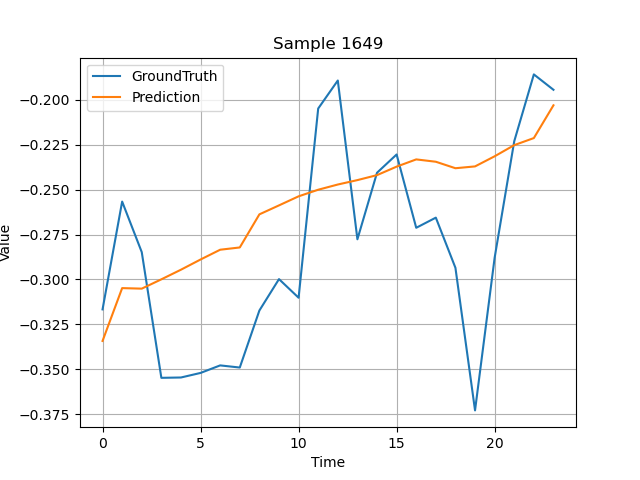 Sample 1649
GroundTruth
Prediction
−0.200
−0.225
−0.250
−0.275
−0.300
−0.325
−0.350
−0.375
Value
0 5 10 15 20
Time